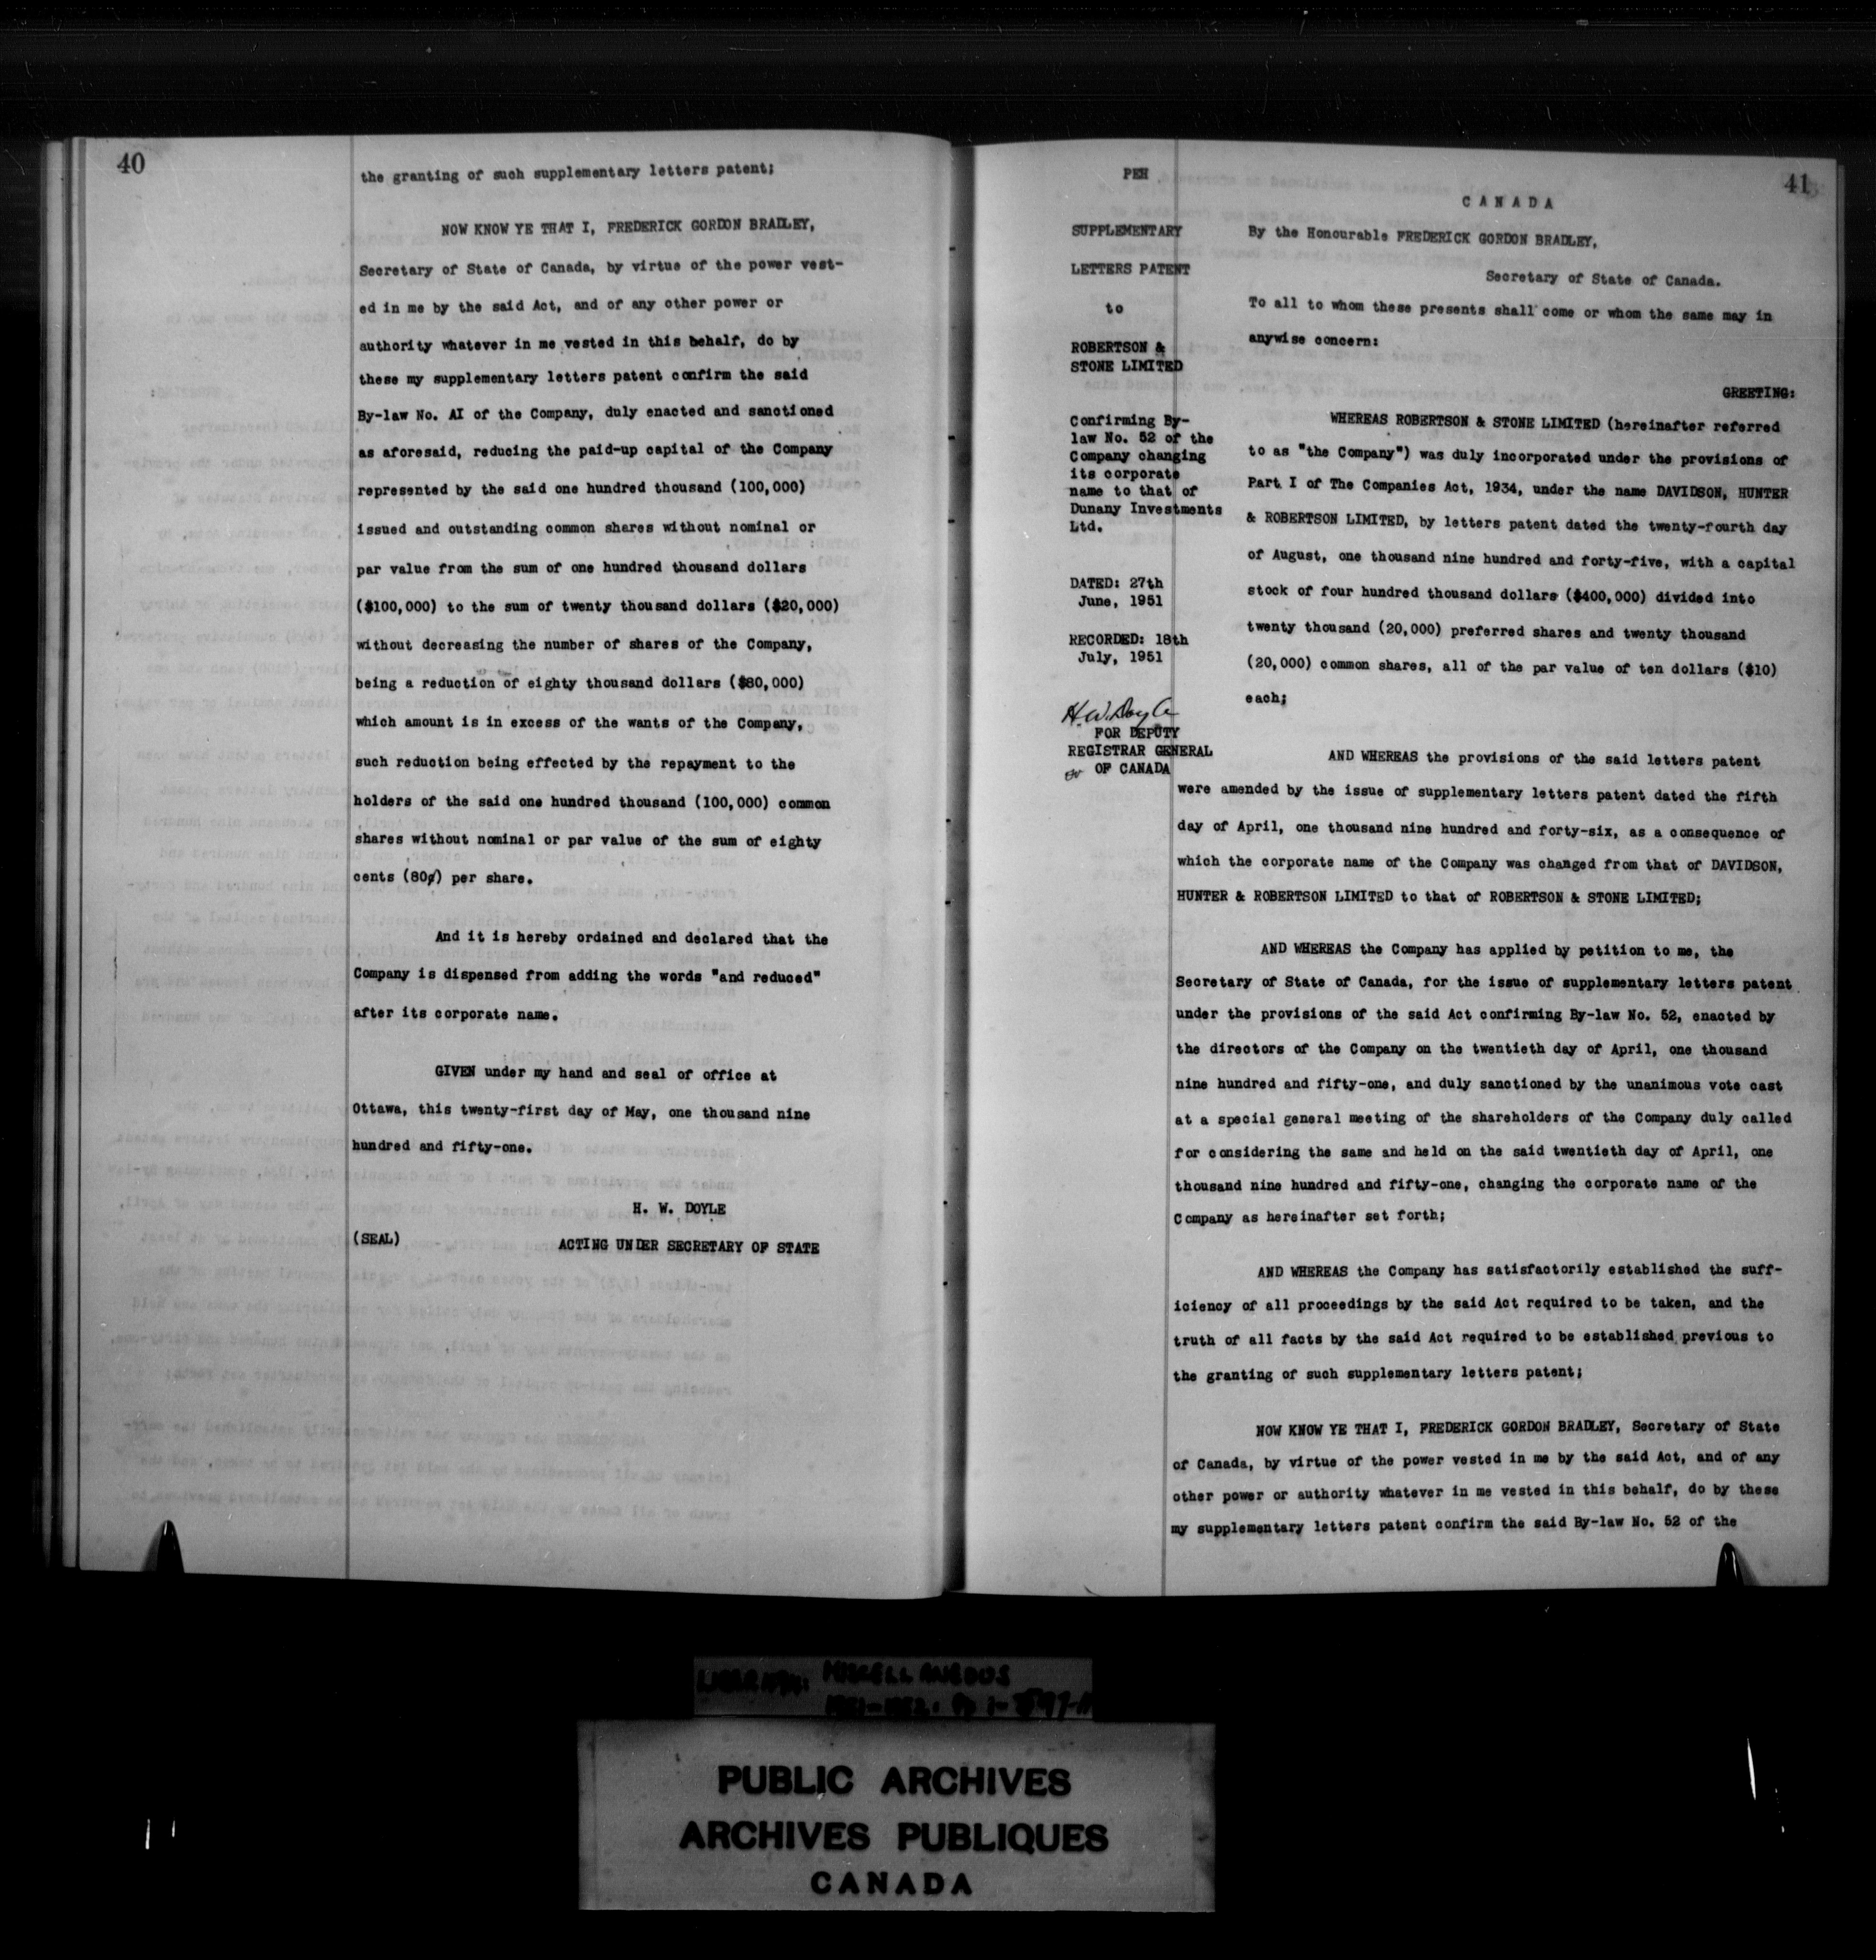 40
the granting of such supplementary letters patent;
NOW KNOW YE THAT I, FREDERICK GORDON BRADLEY,
Secretary of State of Canada, by virtue of the power vest-
ed in me by the said Act, and of any other power or
authority whatever in me vested in this behalf, do by
these my supplementary letters patent confirm the said
By-law No. AI of the Company, duly enacted and sanctioned
as aforesaid, reducing the paid-up capital of the Company
represented by the said one hundred thousand (100,000)
issued and outstanding common shares without nominal or
par value from the sum of one hundred thousand dollars
($100,000) to the sum of twenty thousand dollars ($20,000)
without decreasing the number of shares of the Company,
being a reduction of eighty thousand dollars ($80,000)
which amount is in excess of the wants of the Company,
such reduction being effected by the repayment to the
holders of the said one hundred thousand (100,000) common
shares without nominal or par value of the sum of eighty
cents (80¢) per share.
And it is hereby ordained and declared that the
Company is dispensed from adding the words "and reduced"
after its corporate name.
GIVEN under my hand and seal of office at
Ottawa, this twenty-first day of May, one thousand nine
hundred and fifty-one.
H. W. DOYLE
(SEAL) ACTING UNDER SECRETARY OF STATE
41
PEH
SUPPLEMENTARY
LETTERS PATENT
to
ROBERTSON &
STONE LIMITED
Confirming By-
law No. 52 of the
Company changing
its corporate
name to that of
Dunany Investments
Ltd.
DATED: 27th
June, 1951
RECORDED: 18th
July, 1951
H.W. Doyle
FOR DEPUTY
REGISTRAR GENERAL
OF CANADA
CANADA
By the Honourable FREDERICK GORDON BRADLEY,
Secretary of State of Canada.
To all to whom these presents shall come or whom the same may in
anywise concern:
GREETING:
WHEREAS ROBERTSON & STONE LIMITED (hereinafter referred
to as "the Company") was duly incorporated under the provisions of
Part I of The Companies Act, 1934, under the name DAVIDSON, HUNTER
& ROBERTSON LIMITED, by letters patent dated the twenty-fourth day
of August, one thousand nine hundred and forty-five, with a capital
stock of four hundred thousand dollars ($400,000) divided into
twenty thousand (20,000) preferred shares and twenty thousand
(20,000) common shares, all of the par value of ten dollars ($10)
each;
AND WHEREAS the provisions of the said letters patent
were amended by the issue of supplementary letters patent dated the fifth
day of April, one thousand nine hundred and forty-six, as a consequence of
which the corporate name of the Company was changed from that of DAVIDSON,
HUNTER & ROBERTSON LIMITED to that of ROBERTSON & STONE LIMITED;
AND WHEREAS the Company has applied by petition to me, the
Secretary of State of Canada, for the issue of supplementary letters patent
under the provisions of the said Act confirming By-law No. 52, enacted by
the directors of the Company on the twentieth day of April, one thousand
nine hundred and fifty-one, and duly sanctioned by the unanimous vote cast
at a special general meeting of the shareholders of the Company duly called
for considering the same and held on the said twentieth day of April, one
thousand nine hundred and fifty-one, changing the corporate name of the
Company as hereinafter set forth;
AND WHEREAS the Company has satisfactorily established the suff-
iciency of all proceedings by the said Act required to be taken, and the
truth of all facts by the said Act required to be established previous to
the granting of such supplementary letters patent;
NOW KNOW YE THAT I, FREDERICK GORDON BRADLEY, Secretary of State
of Canada, by virtue of the power vested in me by the said Act, and of any
other power or authority whatever in me vested in this behalf, do by these
my supplementary letters patent confirm the said By-law No. 52 of the
MISCELLANEOUS
PUBLIC ARCHIVES
ARCHIVES PUBLIQUES
CANADA